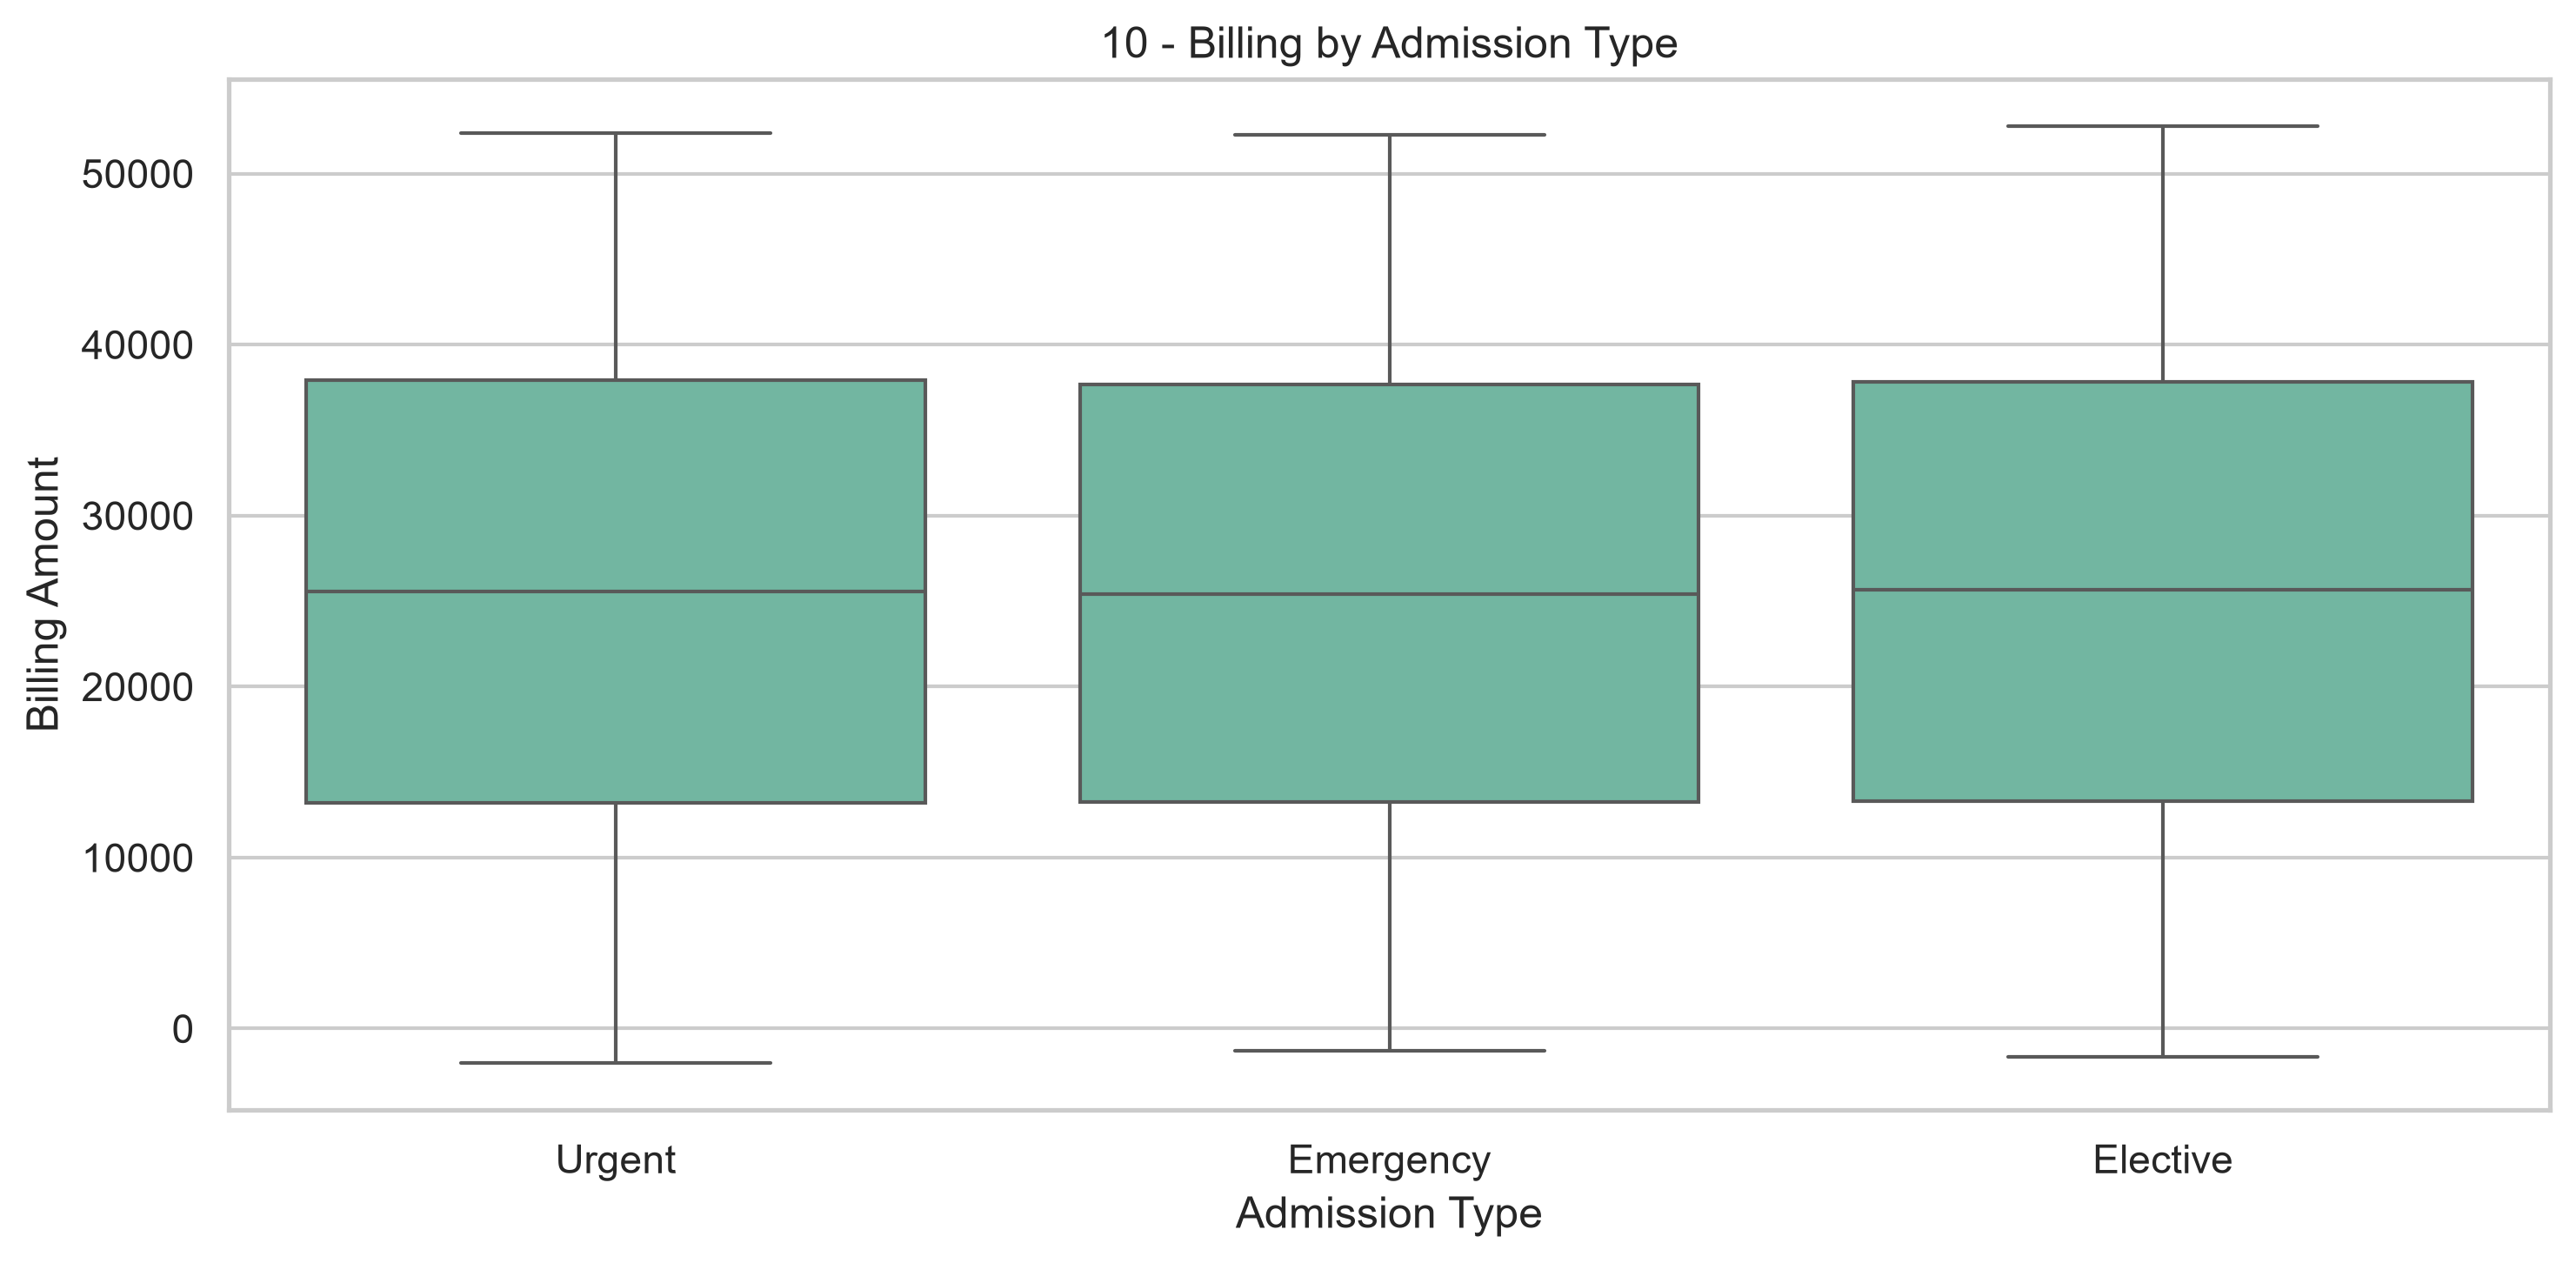 10 - Billing by Admission Type
Billing Amount
50000
40000
30000
20000
10000
0
Urgent
Emergency
Elective
Admission Type